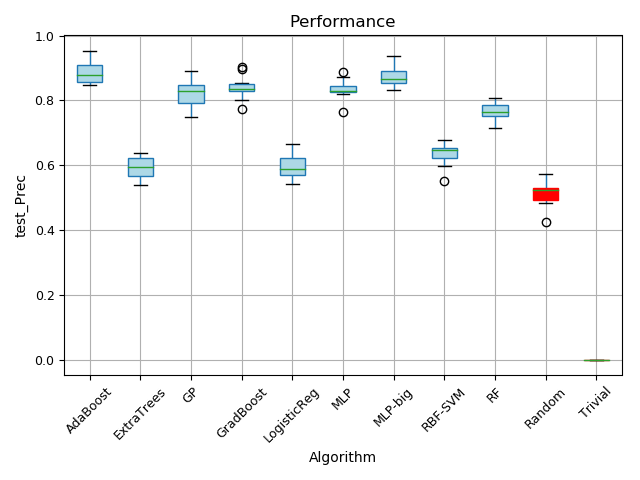 Performance
1.0
0.8
0.6
0.4
0.2
0.0
test_Prec
AdaBoost
ExtraTrees
GP
GradBoost
LogisticReg
MLP
MLP-big
RBF-SVM
RF
Random
Trivial
Algorithm